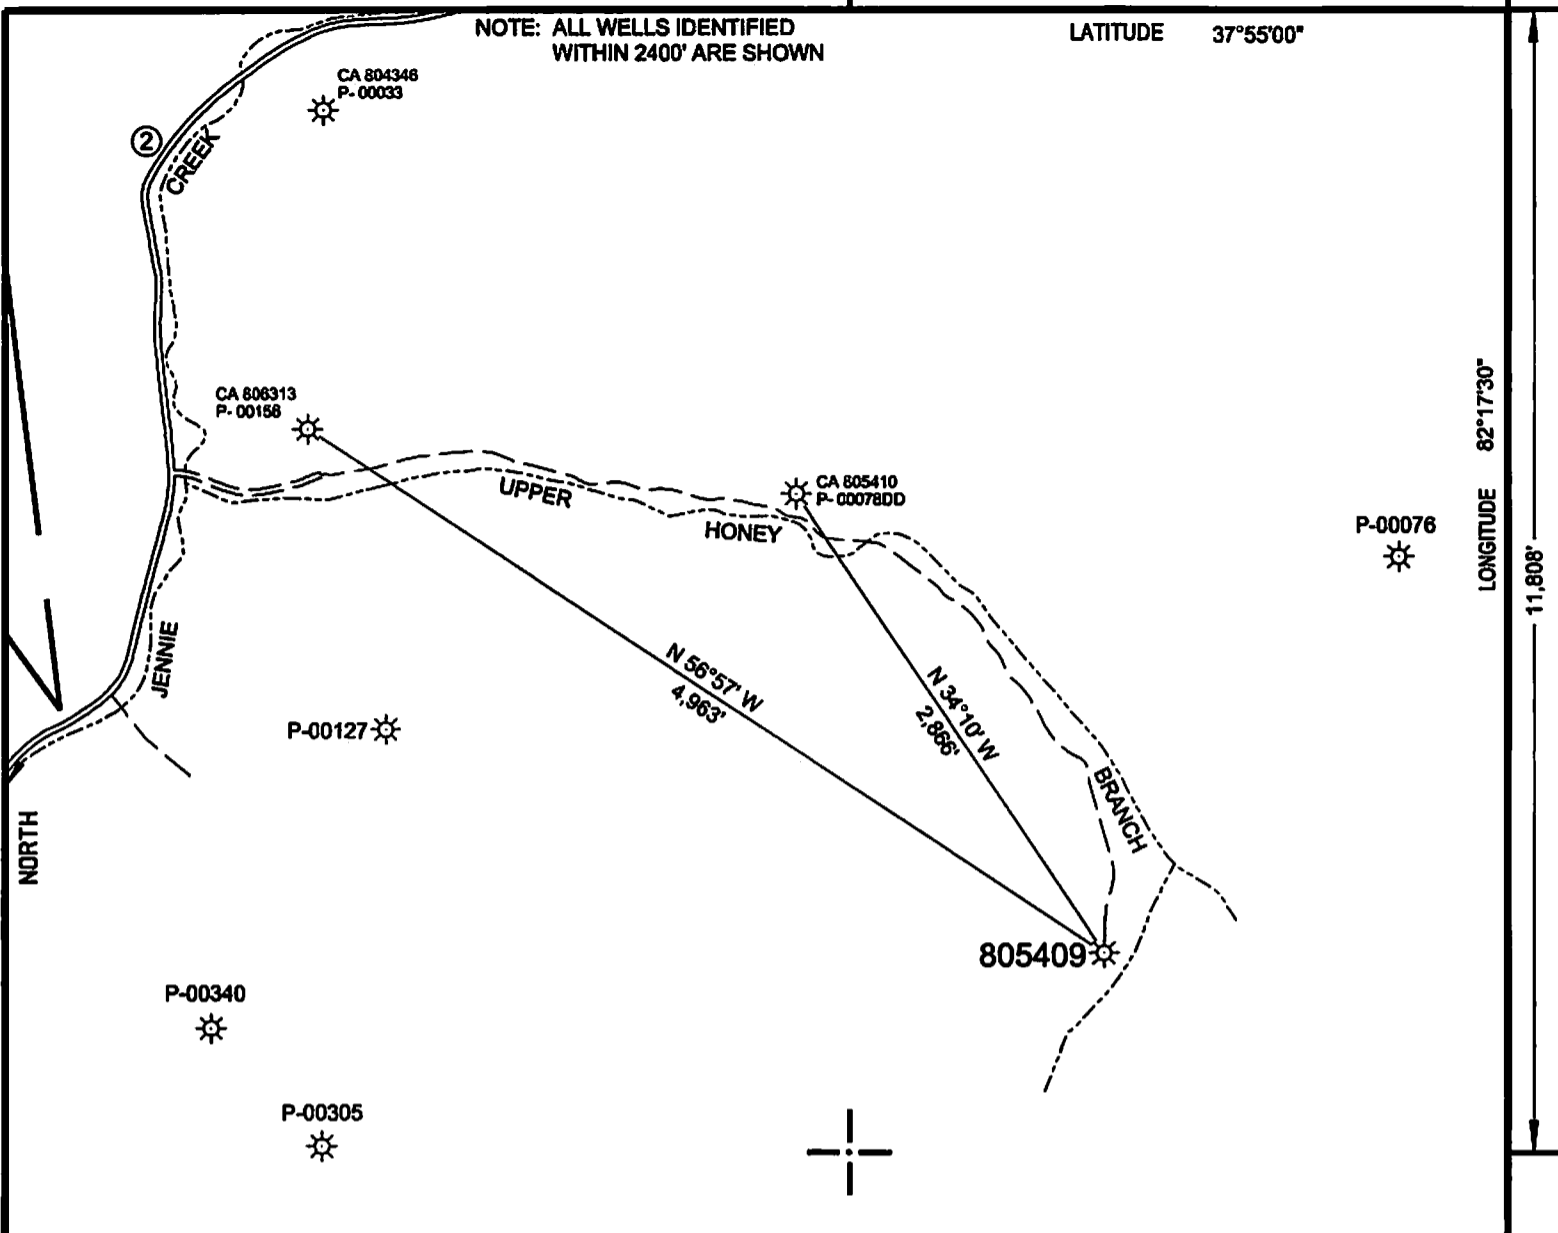 NOTE: ALL WELLS IDENTIFIED
WITHIN 2400' ARE SHOWN
LATITUDE 37°55'00"
CA 804346
P- 00033
2
CREEK
CA 806313
P- 00156
UPPER
HONEY
CA 805410
P- 00078DD
P-00076
LONGITUDE 82°17'30"
11,808'
JENNIE
N 56°57' W
4,963'
N 34°10' W
2,866'
P-00127
BRANCH
NORTH
805409
P-00340
P-00305